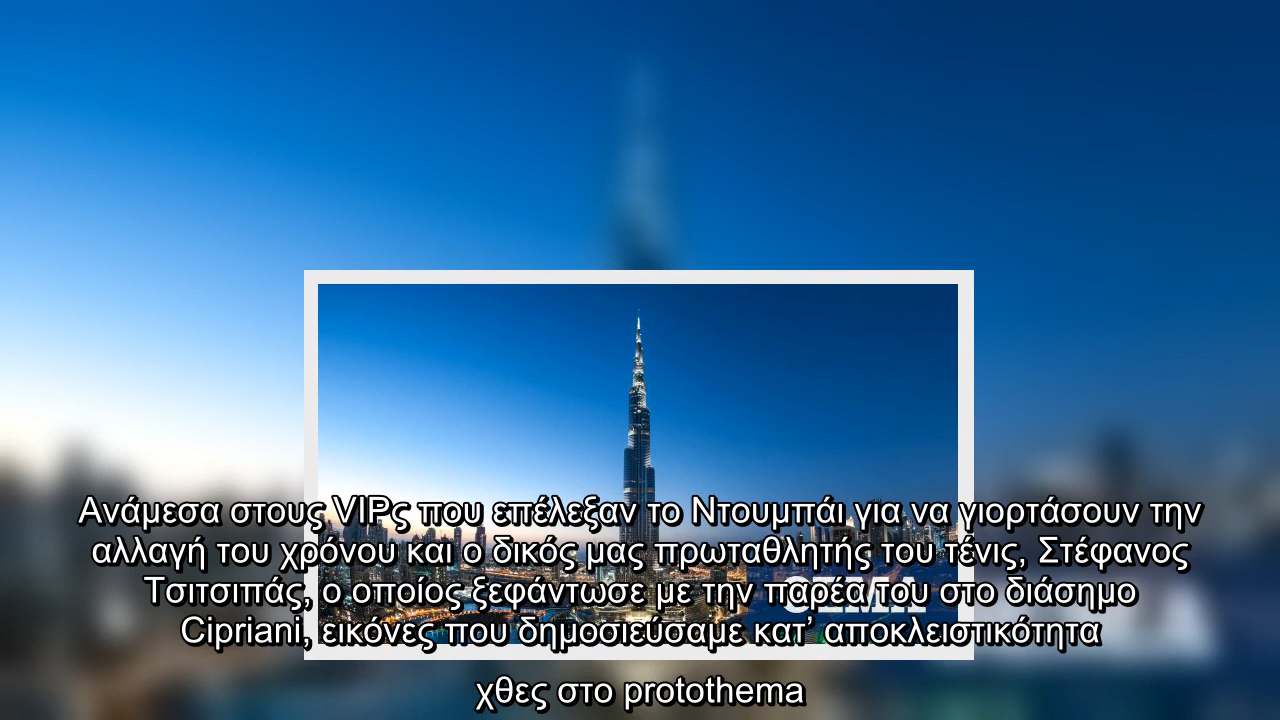 Ανάμεσα στους VIPς που επέλεξαν το Ντουμπάι για να γιορτάσουν την
αλλαγή του χρόνου και ο δικός μας πρωταθλητής του τένις, Στέφανος
Τσιτσιπάς, ο οποίος ξεφάντωσε με την παρέα του στο διάσημο
Cipriani, εικόνες που δημοσιεύσαμε κατ’ αποκλειστικότητα
χθες στο protothema